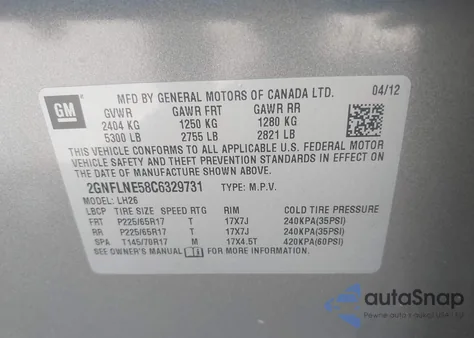 GM
MFD BY GENERAL MOTORS OF CANADA LTD. 04/12
GVWR GAWR FRT GAWR RR
2404 KG 1250 KG 1280 KG
5300 LB 2755 LB 2821 LB
THIS VEHICLE CONFORMS TO ALL APPLICABLE U.S. FEDERAL MOTOR
VEHICLE SAFETY AND THEFT PREVENTION STANDARDS IN EFFECT ON
THE DATE OF MANUFACTURE SHOWN ABOVE.
2GNFLNE58C6329731 TYPE: M.P.V.
MODEL: LH26
LBCP TIRE SIZE SPEED RTG RIM COLD TIRE PRESSURE
FRT P225/65R17 T 17X7J 240KPA(35PSI)
RR P225/65R17 T 17X7J 240KPA(35PSI)
SPA T145/70R17 M 17X4.5T 420KPA(60PSI)
SEE OWNER'S MANUAL FOR MORE INFORMATION.
autoSnap